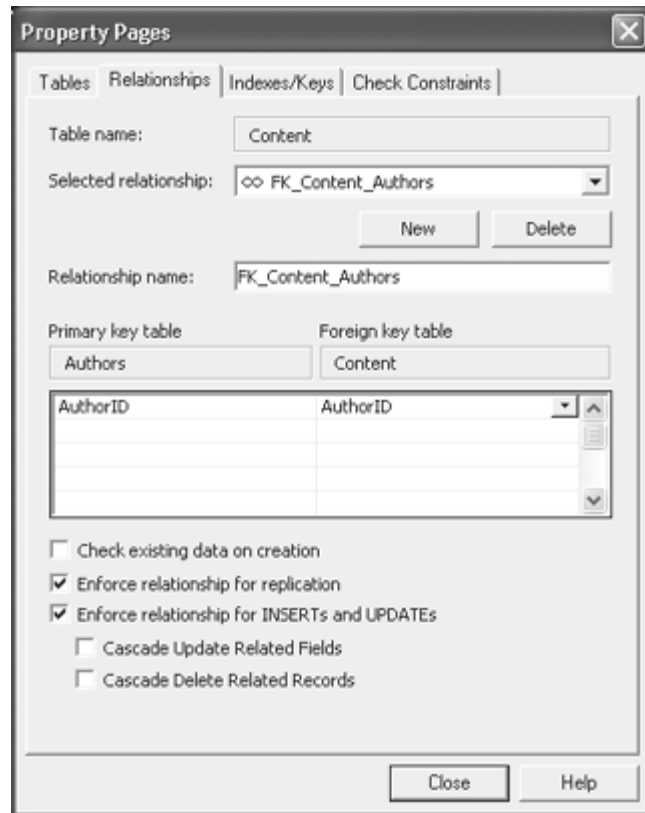 Property Pages
Tables Relationships Indexes/Keys Check Constraints
Table name: Content
Selected relationship: FK_Content_Authors
New Delete
Relationship name: FK_Content_Authors
Primary key table Foreign key table
Authors Content
AuthorID AuthorID
Check existing data on creation
Enforce relationship for replication
Enforce relationship for INSERTs and UPDATEs
Cascade Update Related Fields
Cascade Delete Related Records
Close Help